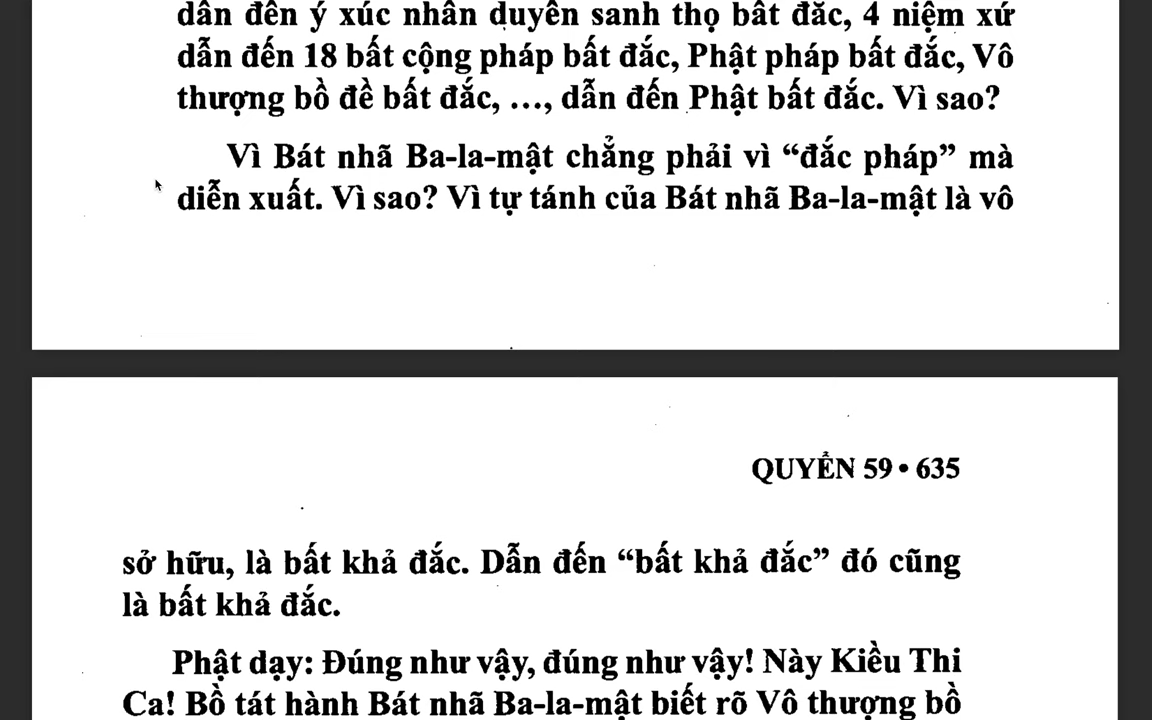 dẫn đến ý xúc nhân duyên sanh thọ bất đắc, 4 niệm xứ
dẫn đến 18 bất cộng pháp bất đắc, Phật pháp bất đắc, Vô
thượng bồ đề bất đắc, ..., dẫn đến Phật bất đắc. Vì sao?
Vì Bát nhã Ba-la-mật chẳng phải vì “đắc pháp” mà
diễn xuất. Vì sao? Vì tự tánh của Bát nhã Ba-la-mật là vô
QUYỂN 59 • 635
sở hữu, là bất khả đắc. Dẫn đến “bất khả đắc” đó cũng
là bất khả đắc.
Phật dạy: Đúng như vậy, đúng như vậy! Này Kiều Thi
Ca! Bồ tát hành Bát nhã Ba-la-mật biết rõ Vô thượng bồ